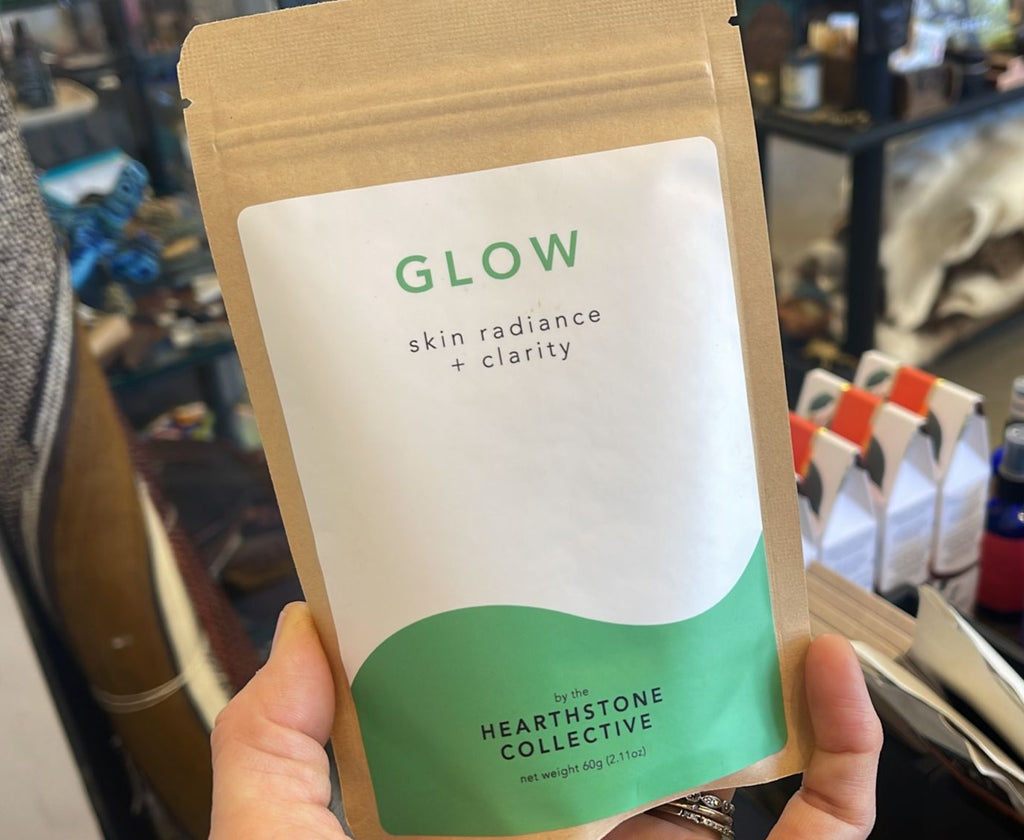 GLOW
skin radiance
+ clarity
by the
HEARTHSTONE
COLLECTIVE
net weight 60g (2.11oz)